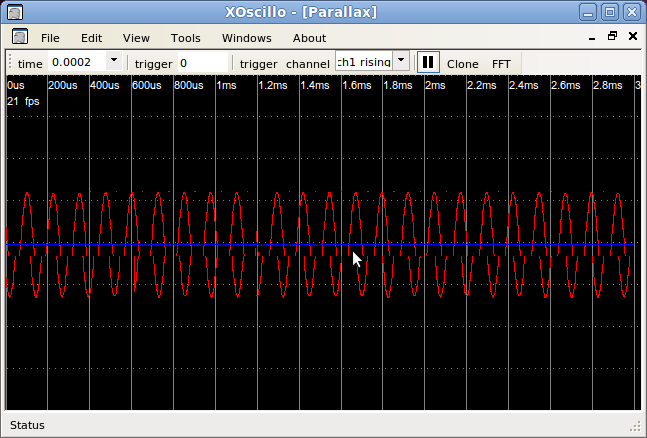 XOscillo - [Parallax]
File Edit View Tools Windows About
time 0.0002 trigger 0 trigger channel ch1 rising Clone FFT
0us 200us 400us 600us 800us 1ms 1.2ms 1.4ms 1.6ms 1.8ms 2ms 2.2ms 2.4ms 2.6ms 2.8ms 3
21 fps
Status